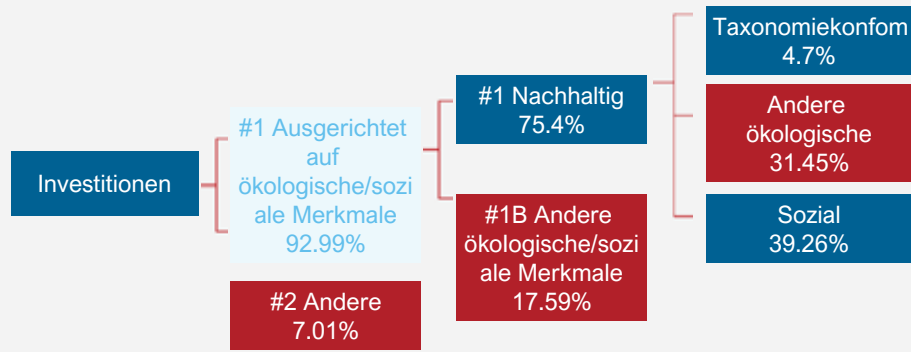 Investitionen
#1 Ausgerichtet
auf
ökologische/sozi
ale Merkmale
92.99%
#2 Andere
7.01%
#1 Nachhaltig
75.4%
#1B Andere
ökologische/sozi
ale Merkmale
17.59%
Taxonomiekonfom
4.7%
Andere
ökologische
31.45%
Sozial
39.26%